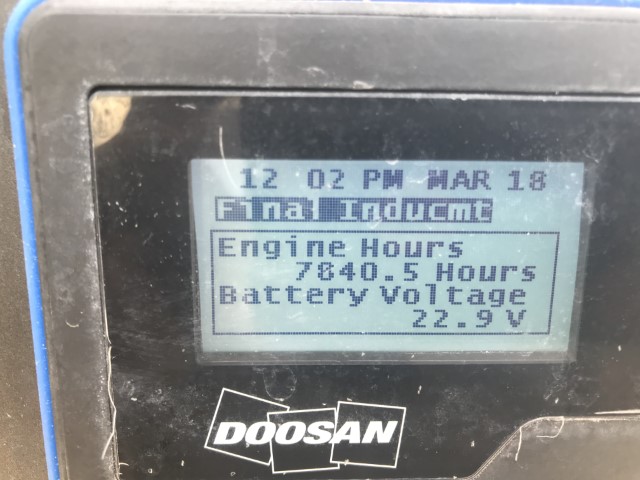 12 02 PM MAR 18
Final Inducmt
Engine Hours
7840.5 Hours
Battery Voltage
22.9 V
DOOSAN